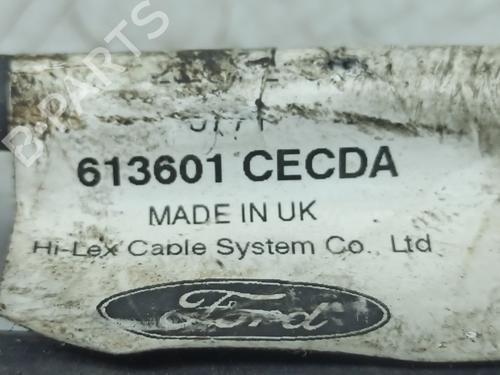 B-PARTS
613601 CECDA
MADE IN UK
Hi-Lex Cable System Co., Ltd
Ford